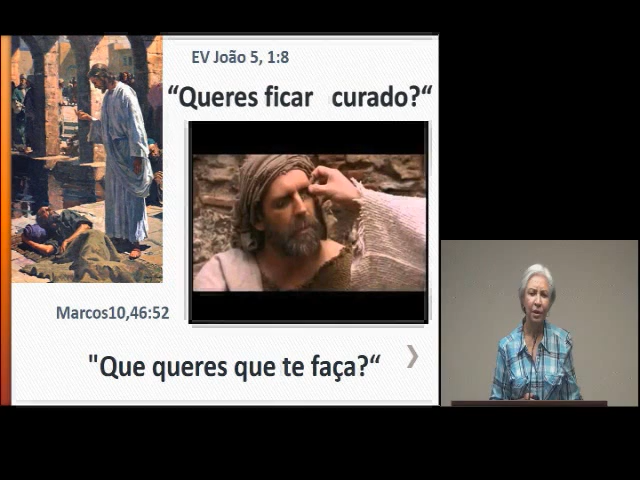 EV João 5, 1:8
“Queres ficar curado?“
Marcos10,46:52
"Que queres que te faça?“